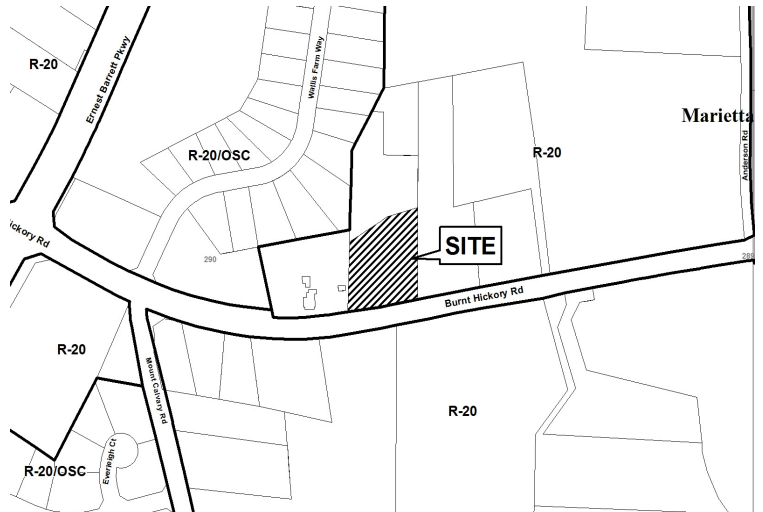 R-20
Ernest Barrett Pkwy
Wallis Farm Way
Marietta
R-20/OSC
R-20
Anderson Rd
ickory Rd
290
SITE
289
Burnt Hickory Rd
R-20
Mount Calvary Rd
R-20
Everleigh Ct
R-20/OSC